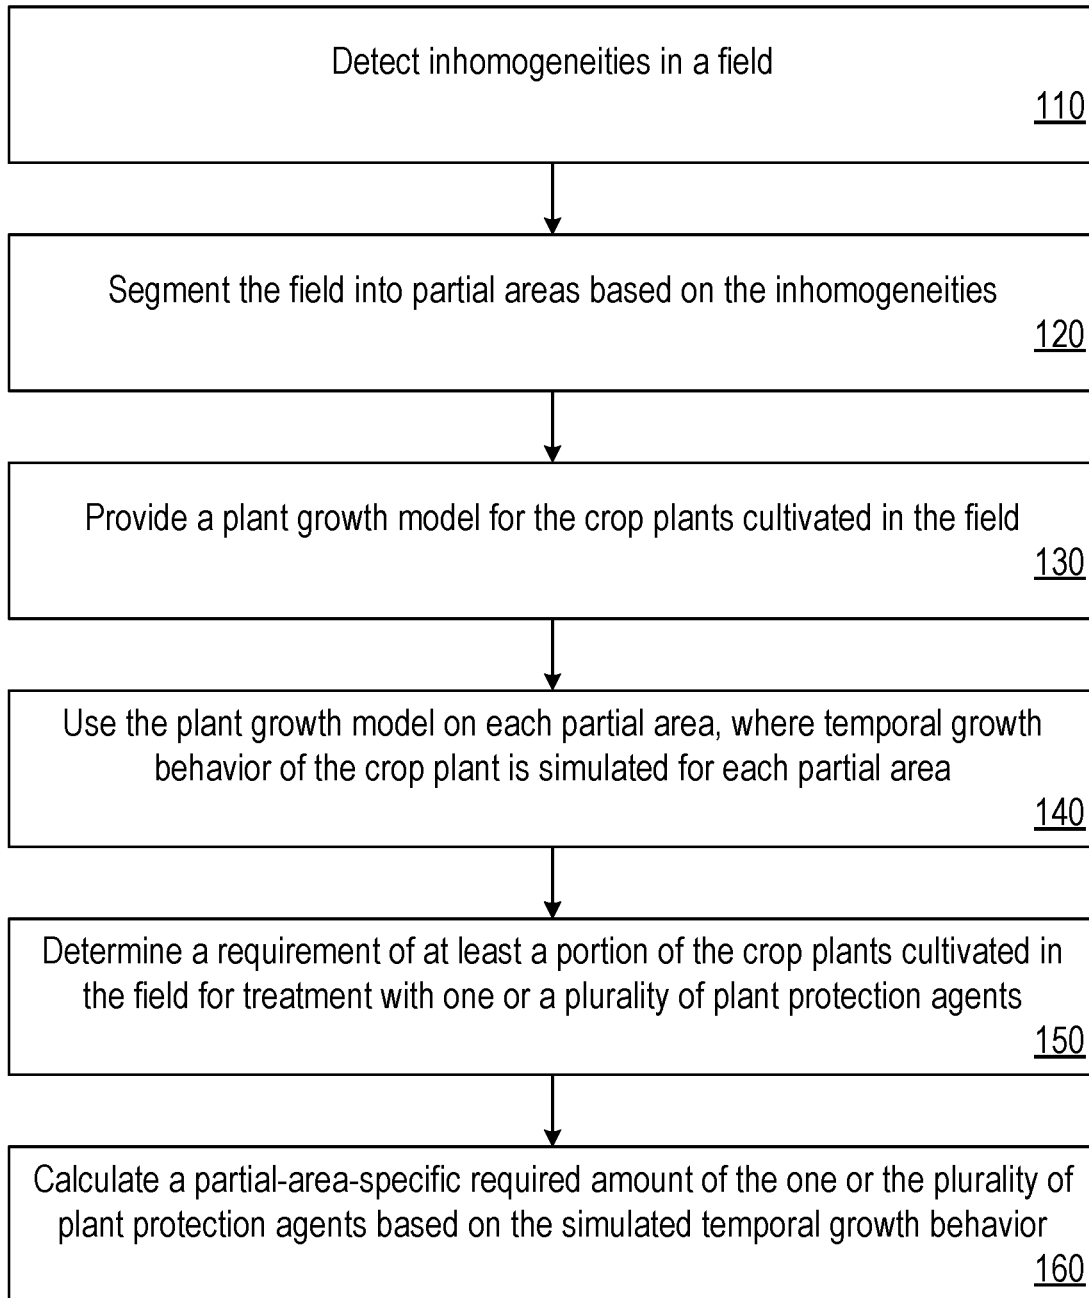 Detect inhomogeneities in a field
110
Segment the field into partial areas based on the inhomogeneities
120
Provide a plant growth model for the crop plants cultivated in the field
130
Use the plant growth model on each partial area, where temporal growth
behavior of the crop plant is simulated for each partial area
140
Determine a requirement of at least a portion of the crop plants cultivated in
the field for treatment with one or a plurality of plant protection agents
150
Calculate a partial-area-specific required amount of the one or the plurality of
plant protection agents based on the simulated temporal growth behavior
160